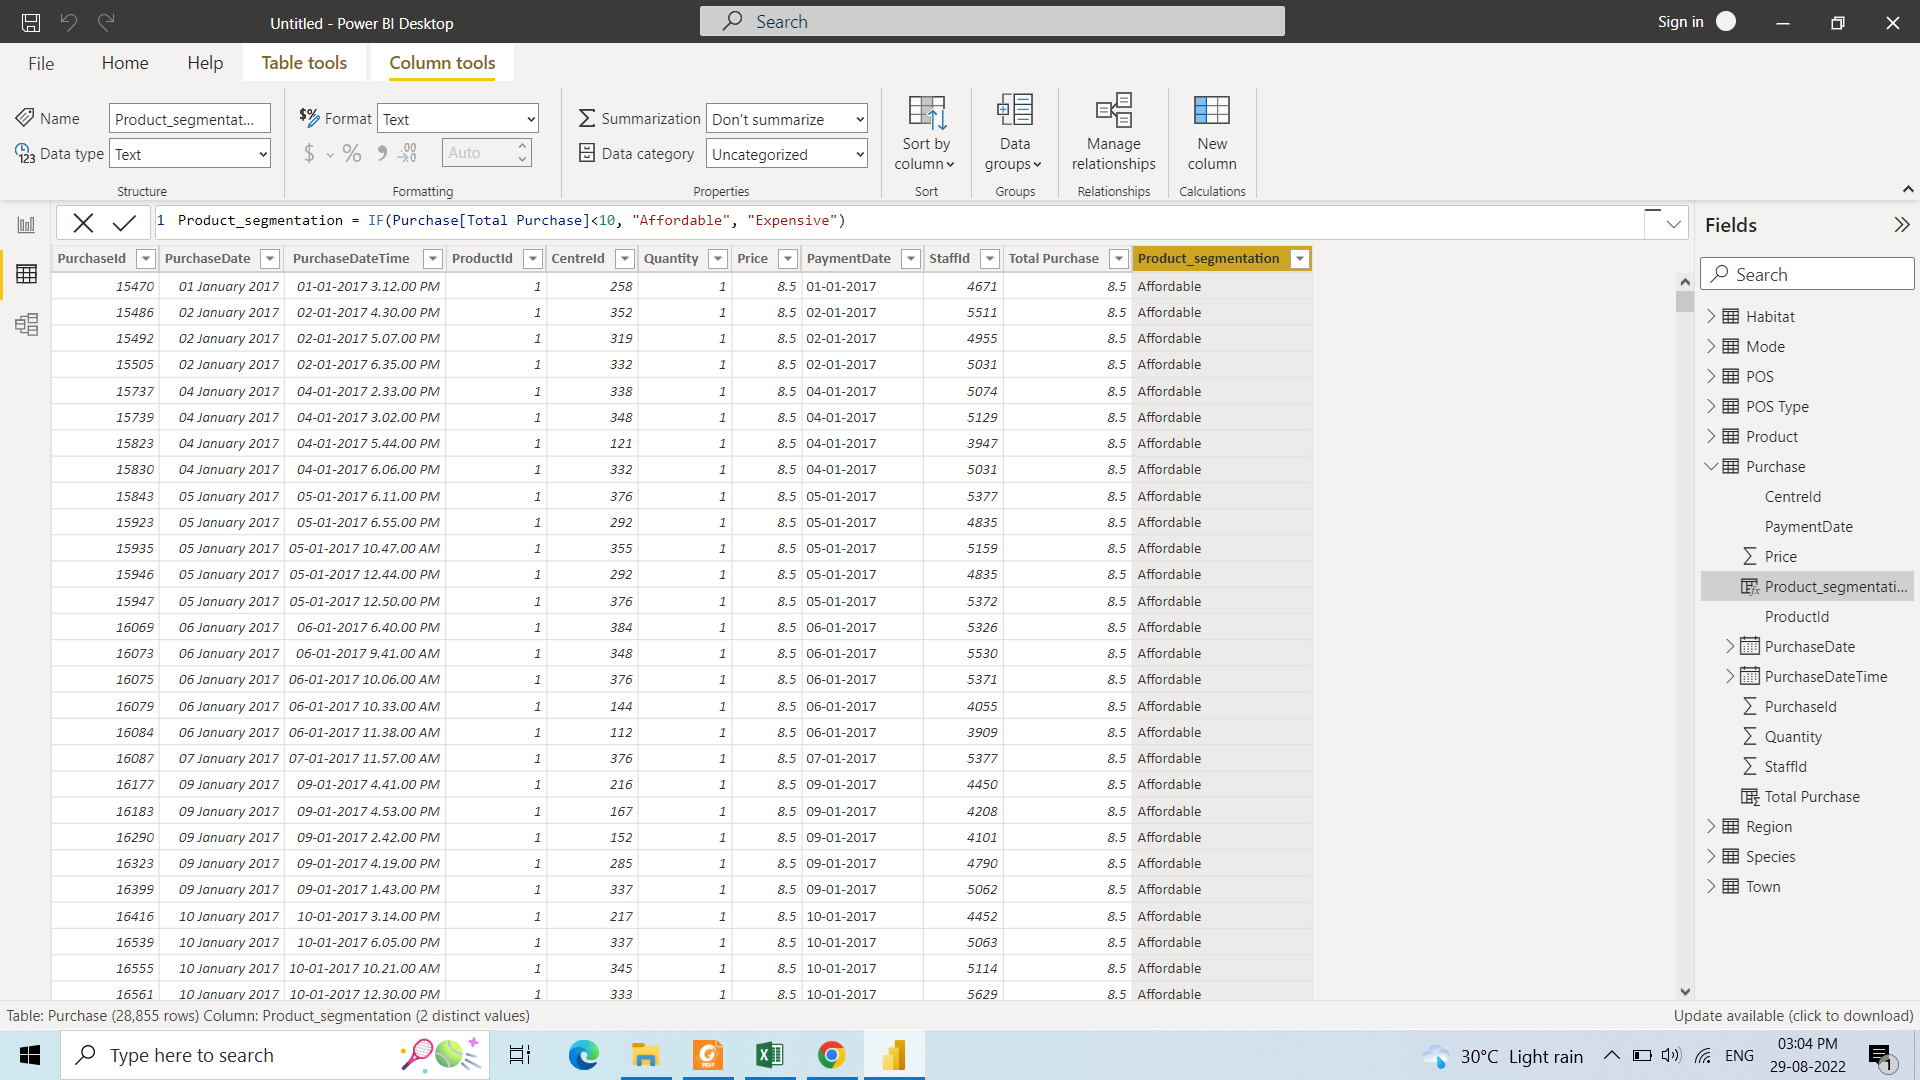 Untitled - Power BI Desktop
Search
Sign in
File Home Help Table tools Column tools
Name Product_segmentat...
Data type Text
Structure
Format Text
$ % Auto
Formatting
Summarization Don't summarize
Data category Uncategorized
Properties
Sort by column
Sort
Data groups
Groups
Manage relationships
Relationships
New column
Calculations
1 Product_segmentation = IF(Purchase[Total Purchase]<10, "Affordable", "Expensive")
PurchaseId PurchaseDate PurchaseDateTime ProductId CentreId Quantity Price PaymentDate StaffId Total Purchase Product_segmentation
15470 01 January 2017 01-01-2017 3.12.00 PM 1 258 1 8.5 01-01-2017 4671 8.5 Affordable
15486 02 January 2017 02-01-2017 4.30.00 PM 1 352 1 8.5 02-01-2017 5511 8.5 Affordable
15492 02 January 2017 02-01-2017 5.07.00 PM 1 319 1 8.5 02-01-2017 4955 8.5 Affordable
15505 02 January 2017 02-01-2017 6.35.00 PM 1 332 1 8.5 02-01-2017 5031 8.5 Affordable
15737 04 January 2017 04-01-2017 2.33.00 PM 1 338 1 8.5 04-01-2017 5074 8.5 Affordable
15739 04 January 2017 04-01-2017 3.02.00 PM 1 348 1 8.5 04-01-2017 5129 8.5 Affordable
15823 04 January 2017 04-01-2017 5.44.00 PM 1 121 1 8.5 04-01-2017 3947 8.5 Affordable
15830 04 January 2017 04-01-2017 6.06.00 PM 1 332 1 8.5 04-01-2017 5031 8.5 Affordable
15843 05 January 2017 05-01-2017 6.11.00 PM 1 376 1 8.5 05-01-2017 5377 8.5 Affordable
15923 05 January 2017 05-01-2017 6.55.00 PM 1 292 1 8.5 05-01-2017 4835 8.5 Affordable
15935 05 January 2017 05-01-2017 10.47.00 AM 1 355 1 8.5 05-01-2017 5159 8.5 Affordable
15946 05 January 2017 05-01-2017 12.44.00 PM 1 292 1 8.5 05-01-2017 4835 8.5 Affordable
15947 05 January 2017 05-01-2017 12.50.00 PM 1 376 1 8.5 05-01-2017 5372 8.5 Affordable
16069 06 January 2017 06-01-2017 6.40.00 PM 1 384 1 8.5 06-01-2017 5326 8.5 Affordable
16073 06 January 2017 06-01-2017 9.41.00 AM 1 348 1 8.5 06-01-2017 5530 8.5 Affordable
16075 06 January 2017 06-01-2017 10.06.00 AM 1 376 1 8.5 06-01-2017 5371 8.5 Affordable
16079 06 January 2017 06-01-2017 10.33.00 AM 1 144 1 8.5 06-01-2017 4055 8.5 Affordable
16084 06 January 2017 06-01-2017 11.38.00 AM 1 112 1 8.5 06-01-2017 3909 8.5 Affordable
16087 07 January 2017 07-01-2017 11.57.00 AM 1 376 1 8.5 07-01-2017 5377 8.5 Affordable
16177 09 January 2017 09-01-2017 4.41.00 PM 1 216 1 8.5 09-01-2017 4450 8.5 Affordable
16183 09 January 2017 09-01-2017 4.53.00 PM 1 167 1 8.5 09-01-2017 4208 8.5 Affordable
16290 09 January 2017 09-01-2017 2.42.00 PM 1 152 1 8.5 09-01-2017 4101 8.5 Affordable
16323 09 January 2017 09-01-2017 4.19.00 PM 1 285 1 8.5 09-01-2017 4790 8.5 Affordable
16399 09 January 2017 09-01-2017 1.43.00 PM 1 337 1 8.5 09-01-2017 5062 8.5 Affordable
16416 10 January 2017 10-01-2017 3.14.00 PM 1 217 1 8.5 10-01-2017 4452 8.5 Affordable
16539 10 January 2017 10-01-2017 6.05.00 PM 1 337 1 8.5 10-01-2017 5063 8.5 Affordable
16555 10 January 2017 10-01-2017 10.21.00 AM 1 345 1 8.5 10-01-2017 5114 8.5 Affordable
16561 10 January 2017 10-01-2017 12.30.00 PM 1 333 1 8.5 10-01-2017 5629 8.5 Affordable
Fields
Search
Habitat
Mode
POS
POS Type
Product
Purchase
CentreId
PaymentDate
Price
Product_segmentati...
ProductId
PurchaseDate
PurchaseDateTime
PurchaseId
Quantity
StaffId
Total Purchase
Region
Species
Town
Table: Purchase (28,855 rows) Column: Product_segmentation (2 distinct values)
Update available (click to download)
Type here to search
30°C Light rain
ENG
03:04 PM
29-08-2022
1